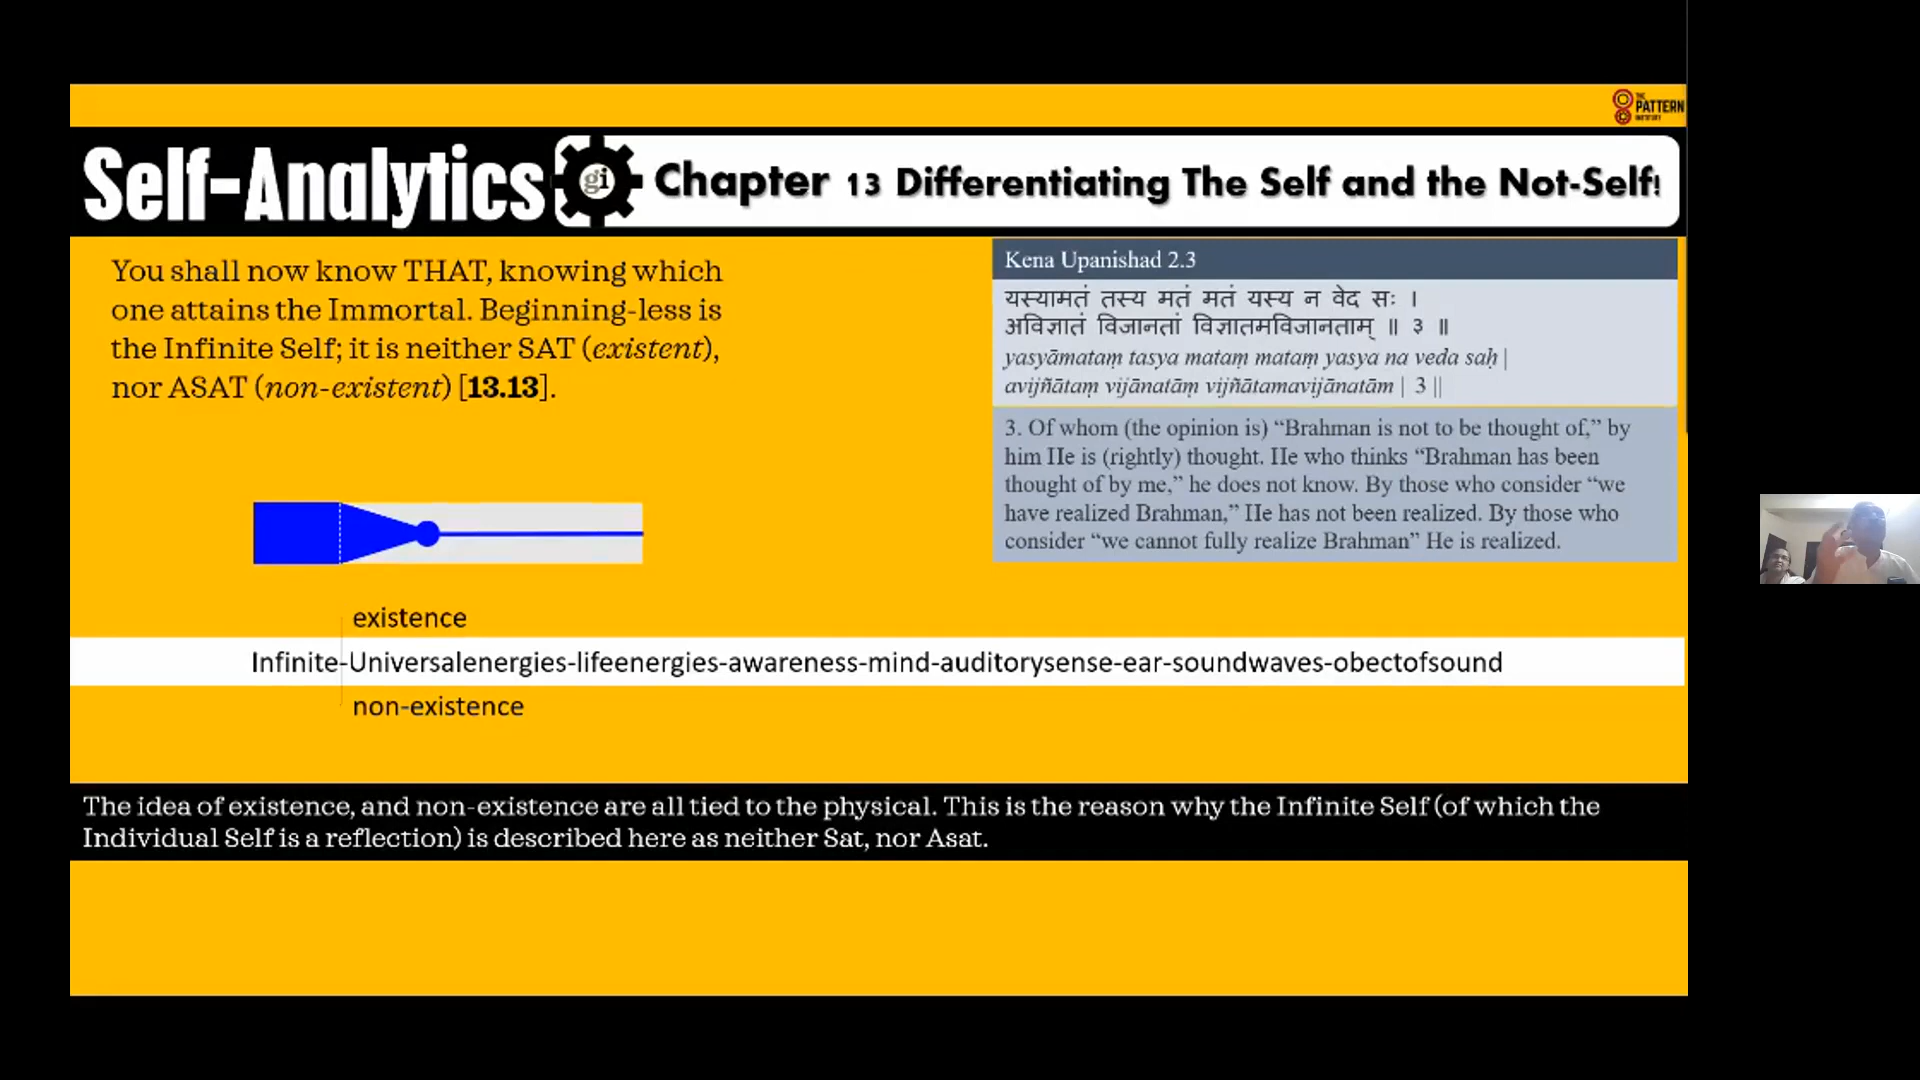 THE
PATTERN
INSTITUTE
Self-Analytics gi Chapter 13 Differentiating The Self and the Not-Self!
You shall now know THAT, knowing which
one attains the Immortal. Beginning-less is
the Infinite Self; it is neither SAT (existent),
nor ASAT (non-existent) [13.13].
Kena Upanishad 2.3
यस्यामतं तस्य मतं मतं यस्य न वेद सः ।
अविज्ञातं विजानतां विज्ञातमविजानताम् ॥ ३ ॥
yasyāmataṃ tasya mataṃ mataṃ yasya na veda saḥ |
avijñātaṃ vijānatāṃ vijñātamavijānatām | 3 ||
3. Of whom (the opinion is) “Brahman is not to be thought of,” by
him He is (rightly) thought. He who thinks “Brahman has been
thought of by me,” he does not know. By those who consider “we
have realized Brahman,” He has not been realized. By those who
consider “we cannot fully realize Brahman” He is realized.
existence
Infinite-Universalenergies-lifeenergies-awareness-mind-auditorysense-ear-soundwaves-obectofsound
non-existence
The idea of existence, and non-existence are all tied to the physical. This is the reason why the Infinite Self (of which the
Individual Self is a reflection) is described here as neither Sat, nor Asat.